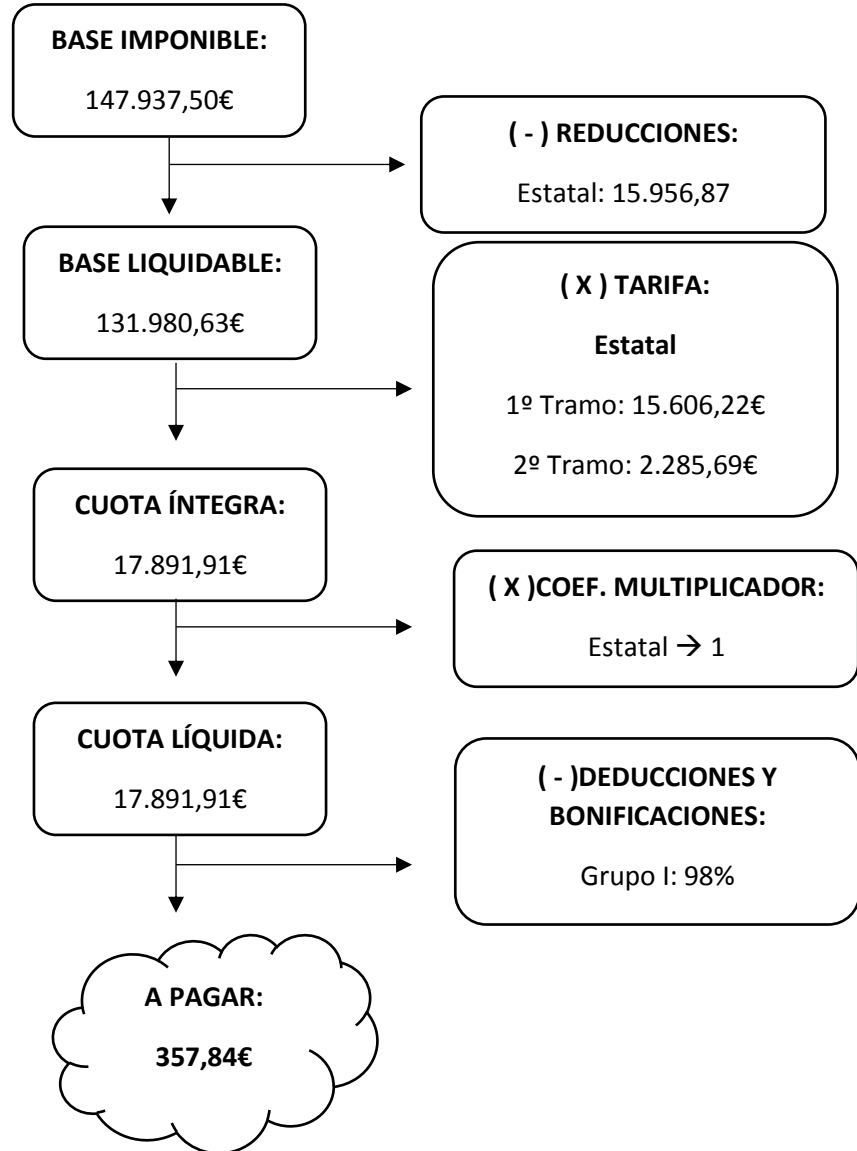 BASE IMPONIBLE:
147.937,50€
( - ) REDUCCIONES:
Estatal: 15.956,87
BASE LIQUIDABLE:
131.980,63€
( X ) TARIFA:
Estatal
1º Tramo: 15.606,22€
2º Tramo: 2.285,69€
CUOTA ÍNTEGRA:
17.891,91€
( X )COEF. MULTIPLICADOR:
Estatal → 1
CUOTA LÍQUIDA:
17.891,91€
( - )DEDUCCIONES Y
BONIFICACIONES:
Grupo I: 98%
A PAGAR:
357,84€